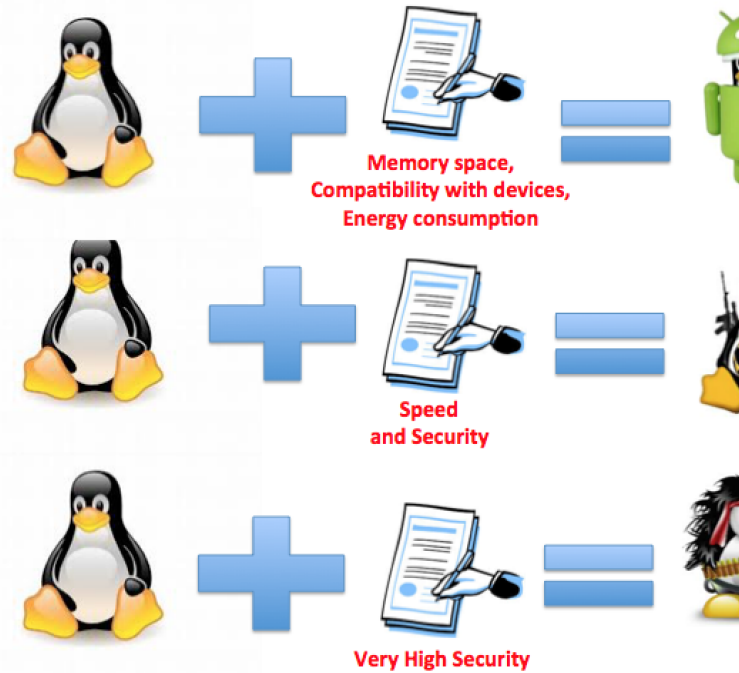 Memory space,
Compatibility with devices,
Energy consumption
Speed
and Security
Very High Security